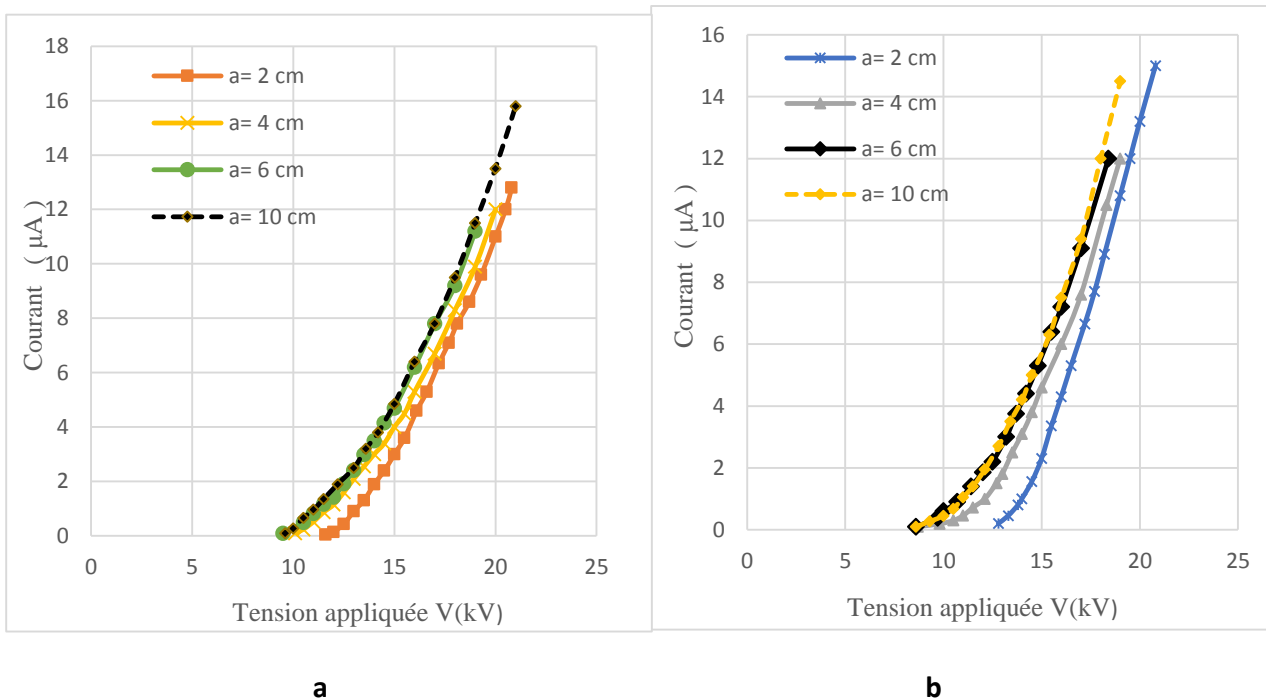 18
16
14
12
10
8
6
4
2
0
Courant ( μA)
a= 2 cm
a= 4 cm
a= 6 cm
a= 10 cm
0 5 10 15 20 25
Tension appliquée V(kV)
a
16
14
12
10
8
6
4
2
0
Courant ( μA)
a= 2 cm
a= 4 cm
a= 6 cm
a= 10 cm
0 5 10 15 20 25
Tension appliquée V(kV)
b